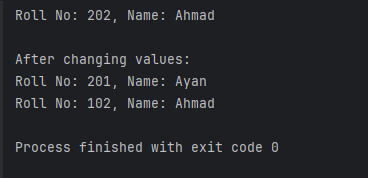 Roll No: 202, Name: Ahmad
After changing values:
Roll No: 201, Name: Ayan
Roll No: 102, Name: Ahmad
Process finished with exit code 0